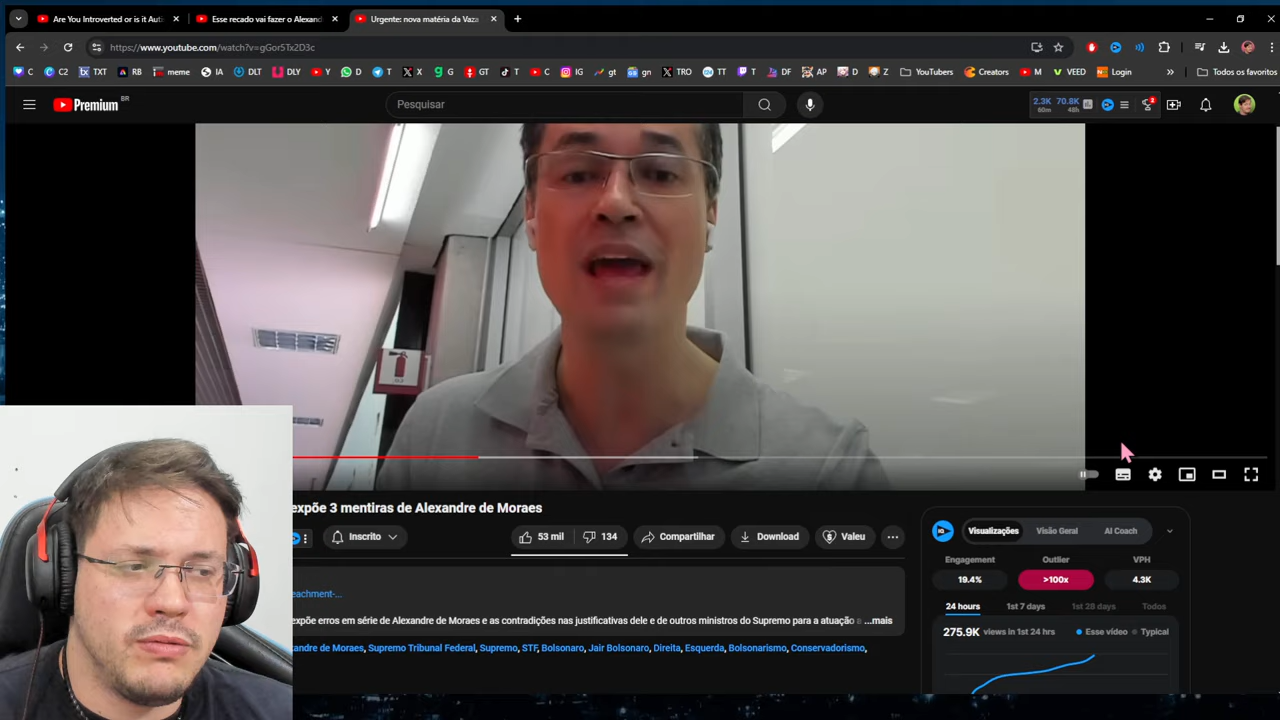 Are You Introverted or is it Auti
Esse recado vai fazer o Alexand
Urgente: nova matéria da Vaza
https://www.youtube.com/watch?v=gGor5Tx2D3c
C C2 TXT RB meme IA DLT DLY Y D T X G GT T C IG gt gn TRO TT T DF AP D Z YouTubers Creators M VEED Login » Todos os favoritos
Premium BR
Pesquisar
2.3K 70.8K
60m 48h
2
expõe 3 mentiras de Alexandre de Moraes
Inscrito
53 mil
134
Compartilhar
Download
Valeu
...
eachment-...
expõe erros em série de Alexandre de Moraes e as contradições nas justificativas dele e de outros ministros do Supremo para a atuação ...mais
xandre de Moraes, Supremo Tribunal Federal, Supremo, STF, Bolsonaro, Jair Bolsonaro, Direita, Esquerda, Bolsonarismo, Conservadorismo,
Visualizações Visão Geral AI Coach
Engagement Outlier VPH
19.4% >100x 4.3K
24 hours 1st 7 days 1st 28 days Todos
275.9K views in 1st 24 hrs Esse vídeo Typical